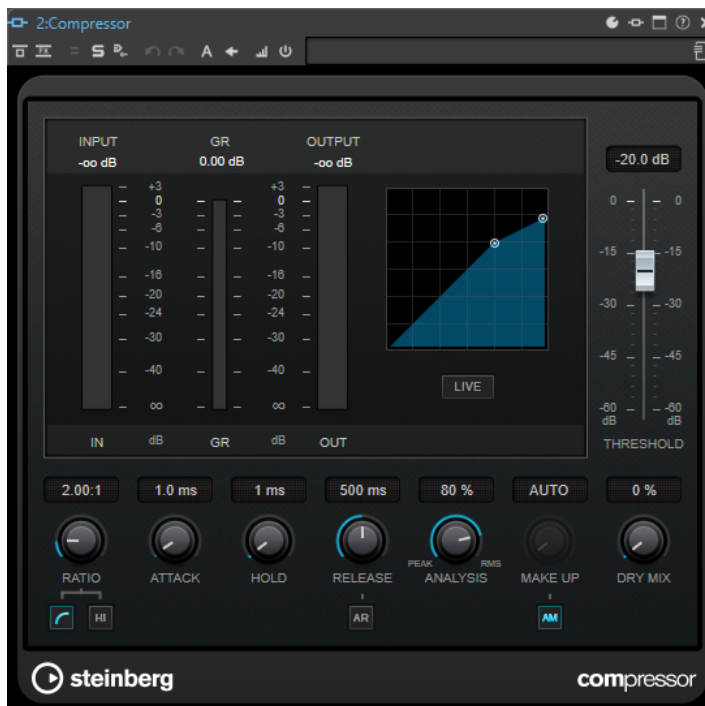 2:Compressor
A
INPUT GR OUTPUT
-oo dB 0.00 dB -oo dB
-20.0 dB
+3 +3
0 0
-3 -3
-6 -6
-10 -10
-16 -16
-20 -20
-24 -24
-30 -30
-40 -40
∞ ∞
IN dB GR dB OUT
0 0
-15 -15
-30 -30
-45 -45
-60 -60
dB dB
THRESHOLD
LIVE
2.00:1 1.0 ms 1 ms 500 ms 80 % AUTO 0 %
PEAK RMS
RATIO ATTACK HOLD RELEASE ANALYSIS MAKE UP DRY MIX
HI AR AM
steinberg compressor